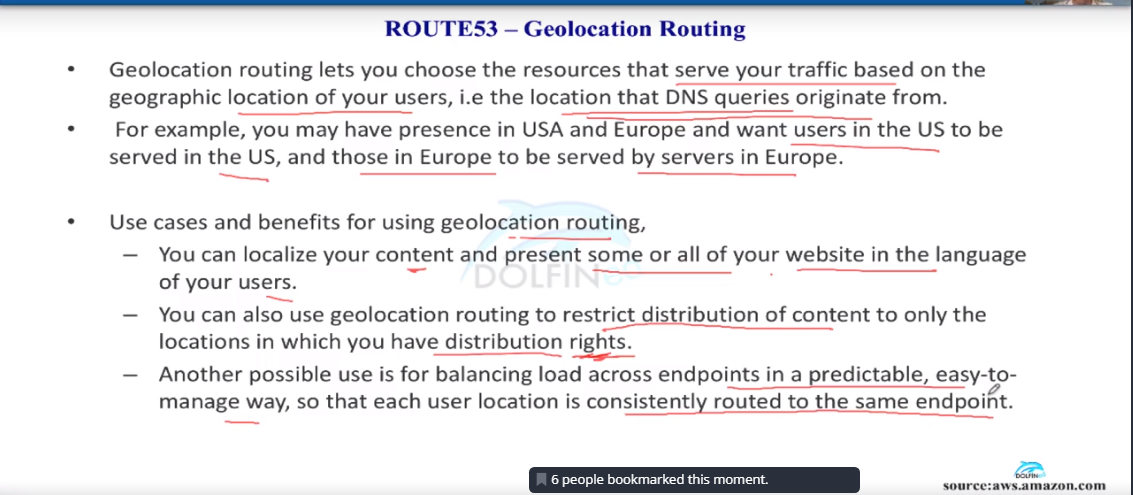 ROUTE53 – Geolocation Routing
• Geolocation routing lets you choose the resources that serve your traffic based on the
geographic location of your users, i.e the location that DNS queries originate from.
• For example, you may have presence in USA and Europe and want users in the US to be
served in the US, and those in Europe to be served by servers in Europe.
• Use cases and benefits for using geolocation routing,
– You can localize your content and present some or all of your website in the language
of your users.
DOLFIN
– You can also use geolocation routing to restrict distribution of content to only the
locations in which you have distribution rights.
– Another possible use is for balancing load across endpoints in a predictable, easy-to-
manage way, so that each user location is consistently routed to the same endpoint.
6 people bookmarked this moment.
DOLFIN
source:aws.amazon.com